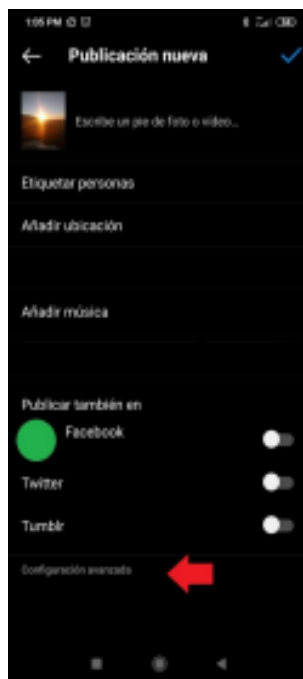 1:05 PM
Publicación nueva
Escribe un pie de foto o vídeo...
Etiquetar personas
Añadir ubicación
Añadir música
Publicar también en
Facebook
Twitter
Tumblr
Configuración avanzada